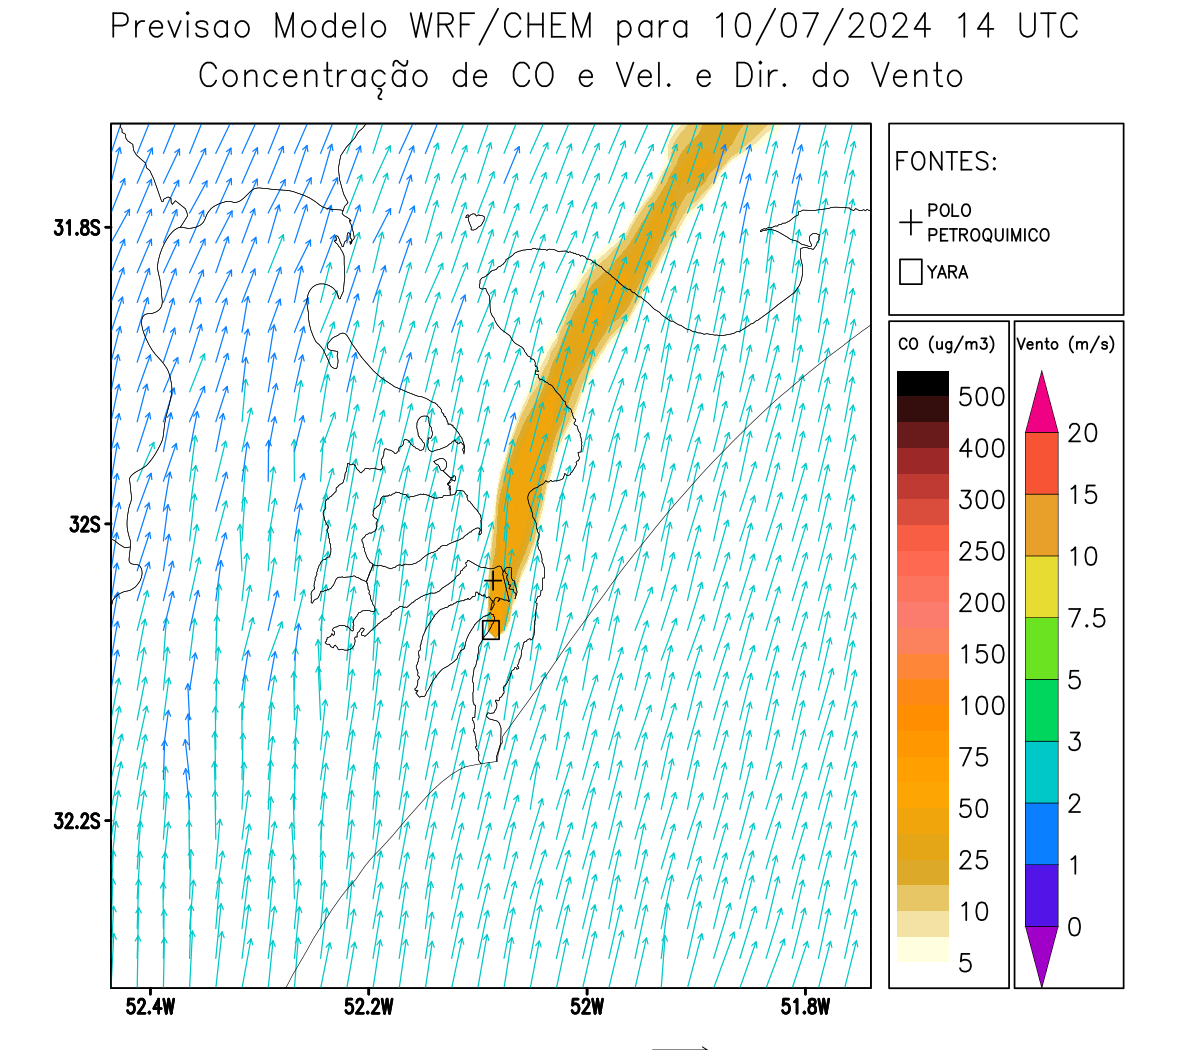 Previsao Modelo WRF/CHEM para 10/07/2024 14 UTC
Concentração de CO e Vel. e Dir. do Vento
FONTES:
POLO
PETROQUIMICO
YARA
CO (ug/m3)
500
400
300
250
200
150
100
75
50
25
10
5
Vento (m/s)
20
15
10
7.5
5
3
2
1
0
31.8S
32S
32.2S
52.4W
52.2W
52W
51.8W